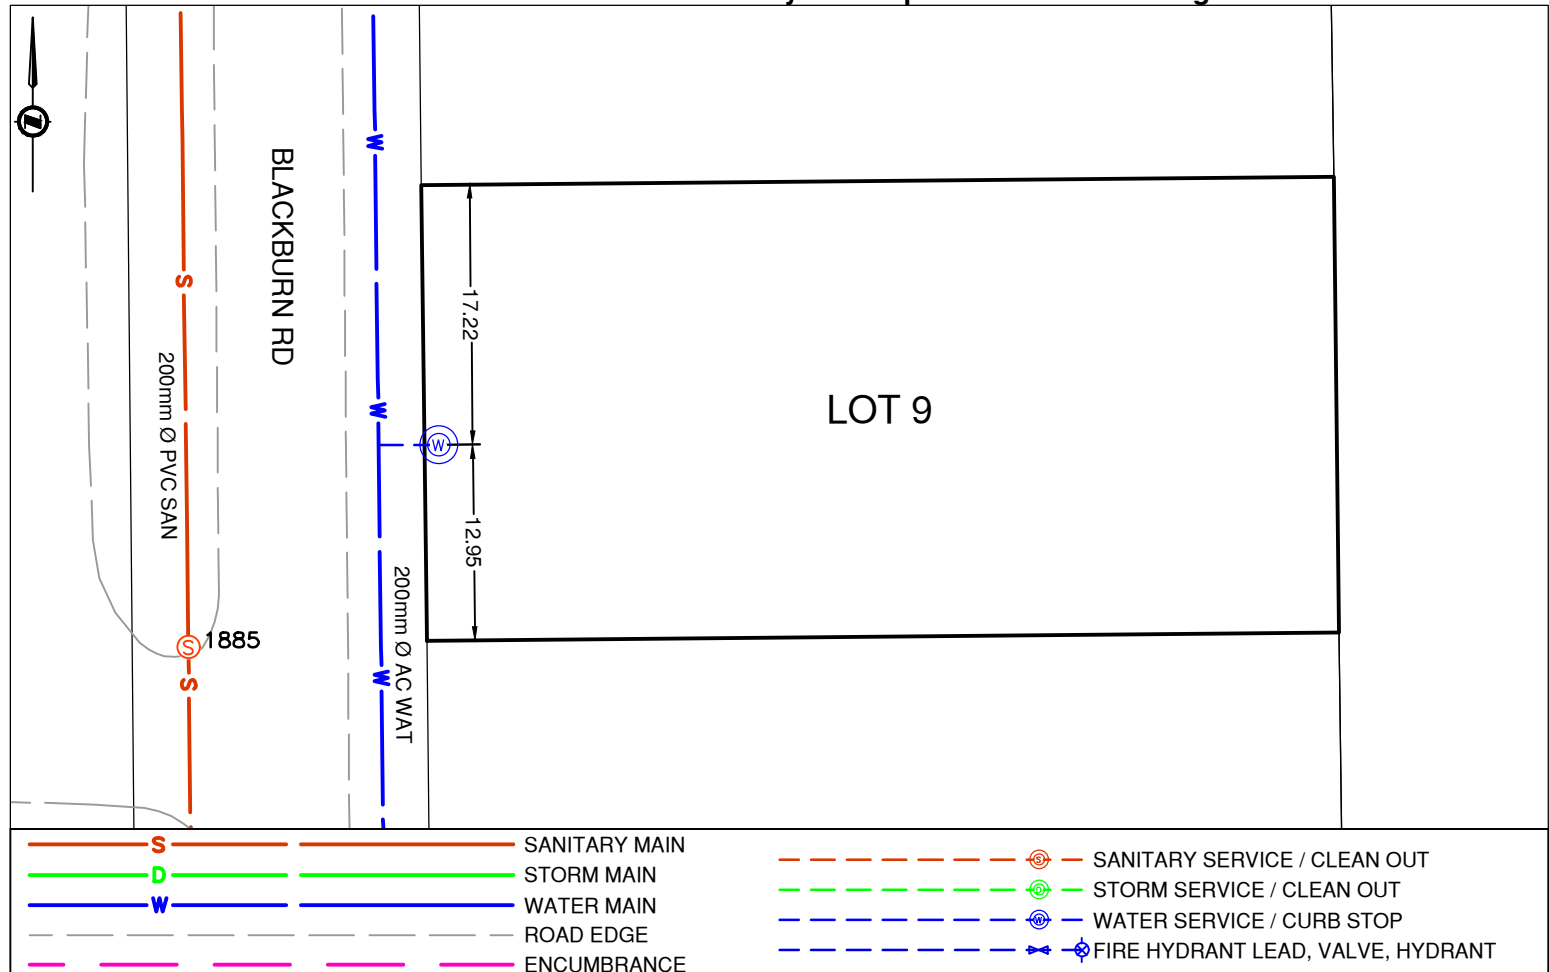 W
BLACKBURN RD
17.22
S
200mm Ø PVC SAN
W
LOT 9
W
12.95
200mm Ø AC WAT
S 1885
S
W
S SANITARY MAIN
D STORM MAIN
W WATER MAIN
ROAD EDGE
ENCUMBRANCE
S SANITARY SERVICE / CLEAN OUT
D STORM SERVICE / CLEAN OUT
W WATER SERVICE / CURB STOP
FIRE HYDRANT LEAD, VALVE, HYDRANT